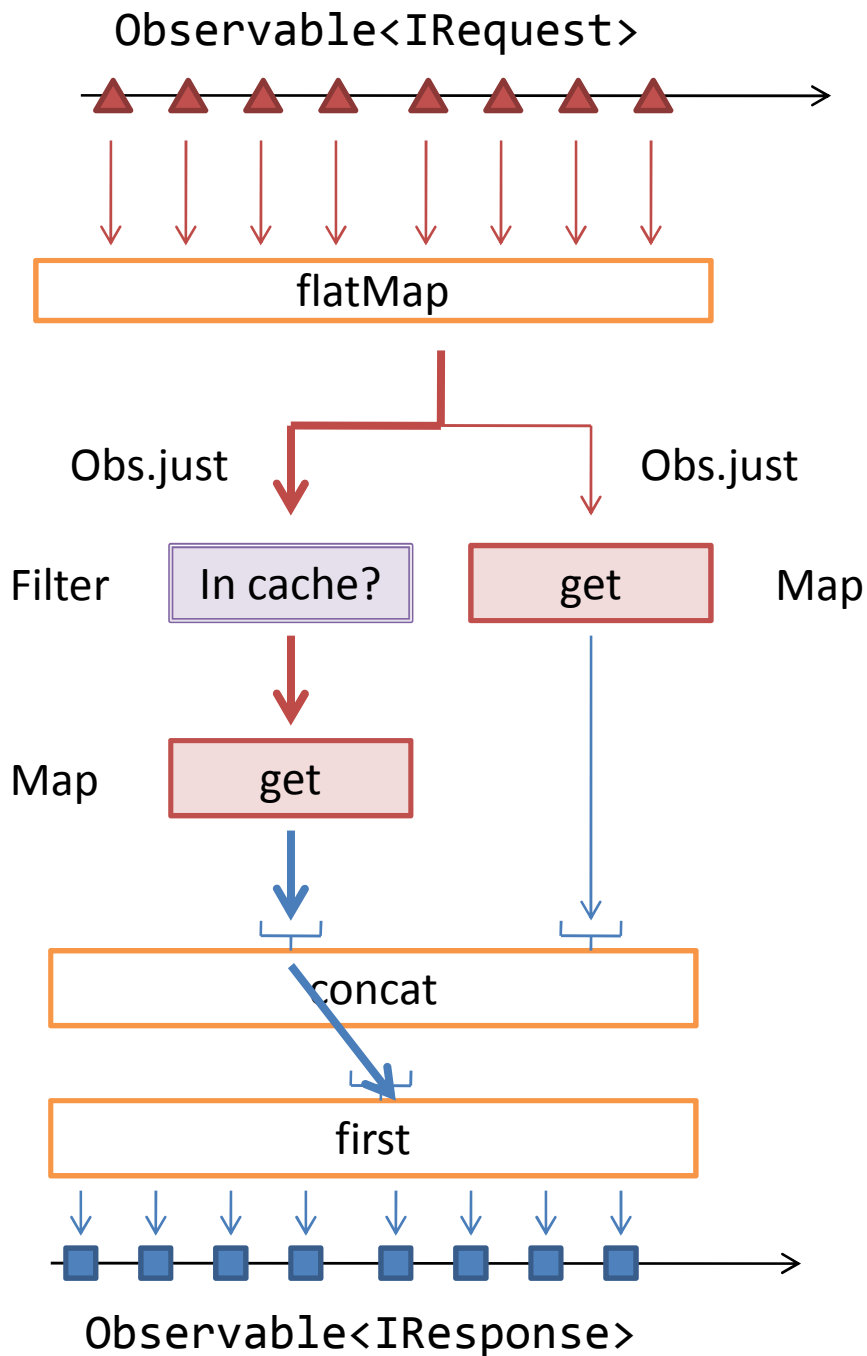 Observable<IRequest>
flatMap
Obs.just
Obs.just
Filter
In cache?
get
Map
Map
get
concat
first
Observable<IResponse>